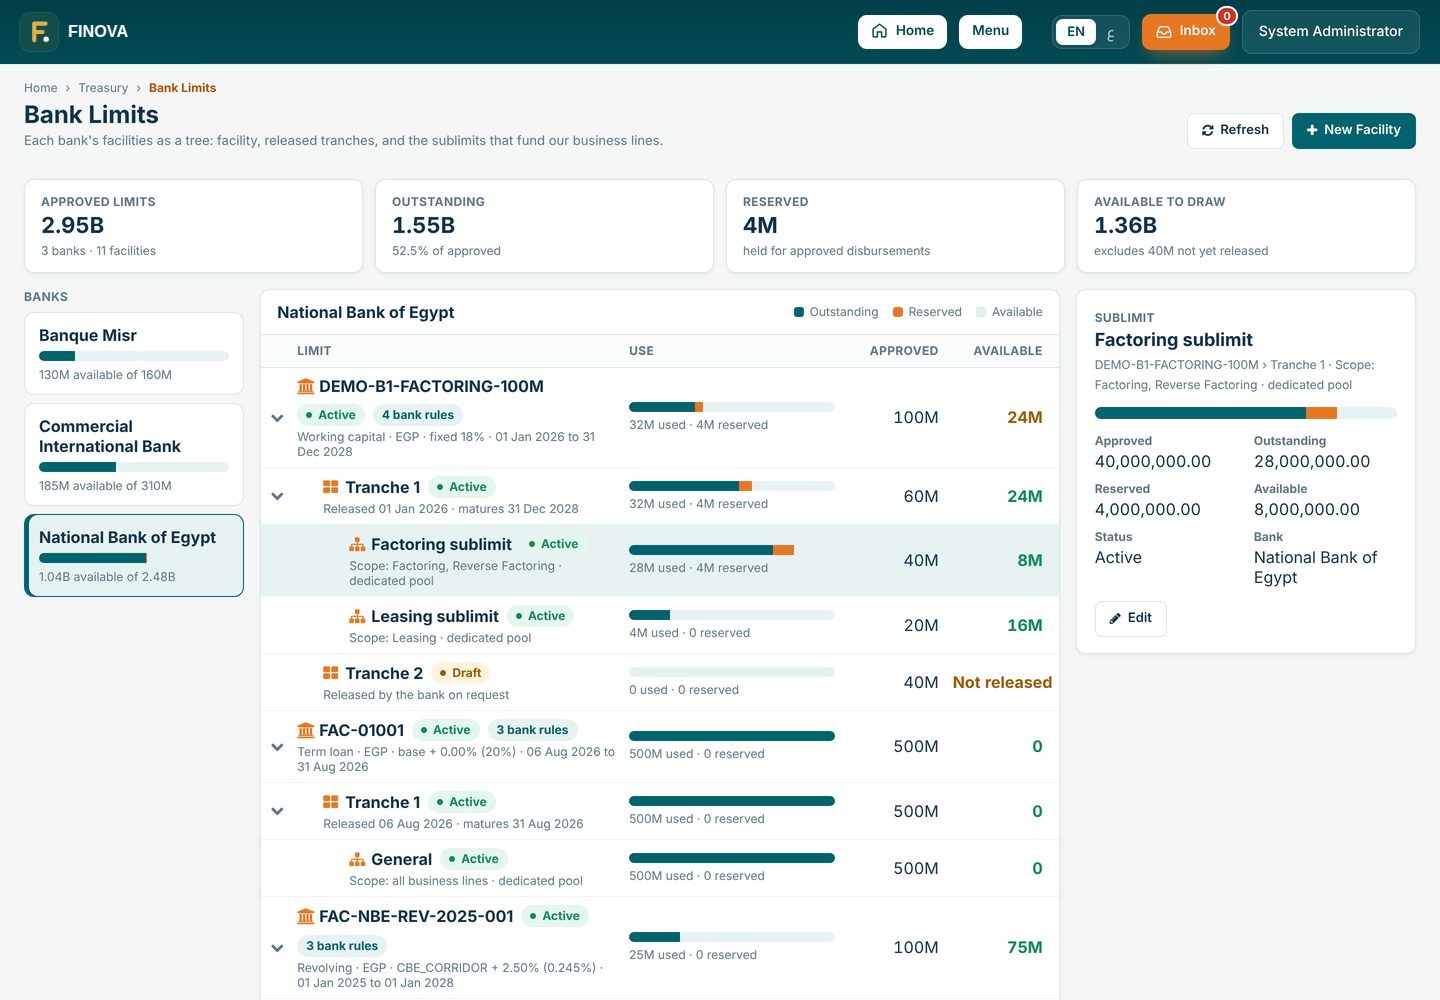 FINOVA
Home
Menu
EN
ع
Inbox
0
System Administrator
Home › Treasury › Bank Limits
Bank Limits
Each bank's facilities as a tree: facility, released tranches, and the sublimits that fund our business lines.
Refresh
New Facility
APPROVED LIMITS
2.95B
3 banks · 11 facilities
OUTSTANDING
1.55B
52.5% of approved
RESERVED
4M
held for approved disbursements
AVAILABLE TO DRAW
1.36B
excludes 40M not yet released
BANKS
Banque Misr
130M available of 160M
Commercial
International Bank
185M available of 310M
National Bank of Egypt
1.04B available of 2.48B
National Bank of Egypt
Outstanding Reserved Available
LIMIT USE APPROVED AVAILABLE
DEMO-B1-FACTORING-100M
Active 4 bank rules
Working capital · EGP · fixed 18% · 01 Jan 2026 to 31
Dec 2028
32M used · 4M reserved
100M
24M
Tranche 1 Active
Released 01 Jan 2026 · matures 31 Dec 2028
32M used · 4M reserved
60M
24M
Factoring sublimit Active
Scope: Factoring, Reverse Factoring ·
dedicated pool
28M used · 4M reserved
40M
8M
Leasing sublimit Active
Scope: Leasing · dedicated pool
4M used · 0 reserved
20M
16M
Tranche 2 Draft
Released by the bank on request
0 used · 0 reserved
40M
Not released
FAC-01001 Active 3 bank rules
Term loan · EGP · base + 0.00% (20%) · 06 Aug 2026 to
31 Aug 2026
500M used · 0 reserved
500M
0
Tranche 1 Active
Released 06 Aug 2026 · matures 31 Aug 2026
500M used · 0 reserved
500M
0
General Active
Scope: all business lines · dedicated pool
500M used · 0 reserved
500M
0
FAC-NBE-REV-2025-001 Active
3 bank rules
Revolving · EGP · CBE_CORRIDOR + 2.50% (0.245%) ·
01 Jan 2025 to 01 Jan 2028
25M used · 0 reserved
100M
75M
SUBLIMIT
Factoring sublimit
DEMO-B1-FACTORING-100M › Tranche 1 · Scope:
Factoring, Reverse Factoring · dedicated pool
Approved Outstanding
40,000,000.00 28,000,000.00
Reserved Available
4,000,000.00 8,000,000.00
Status Bank
Active National Bank of
Egypt
Edit